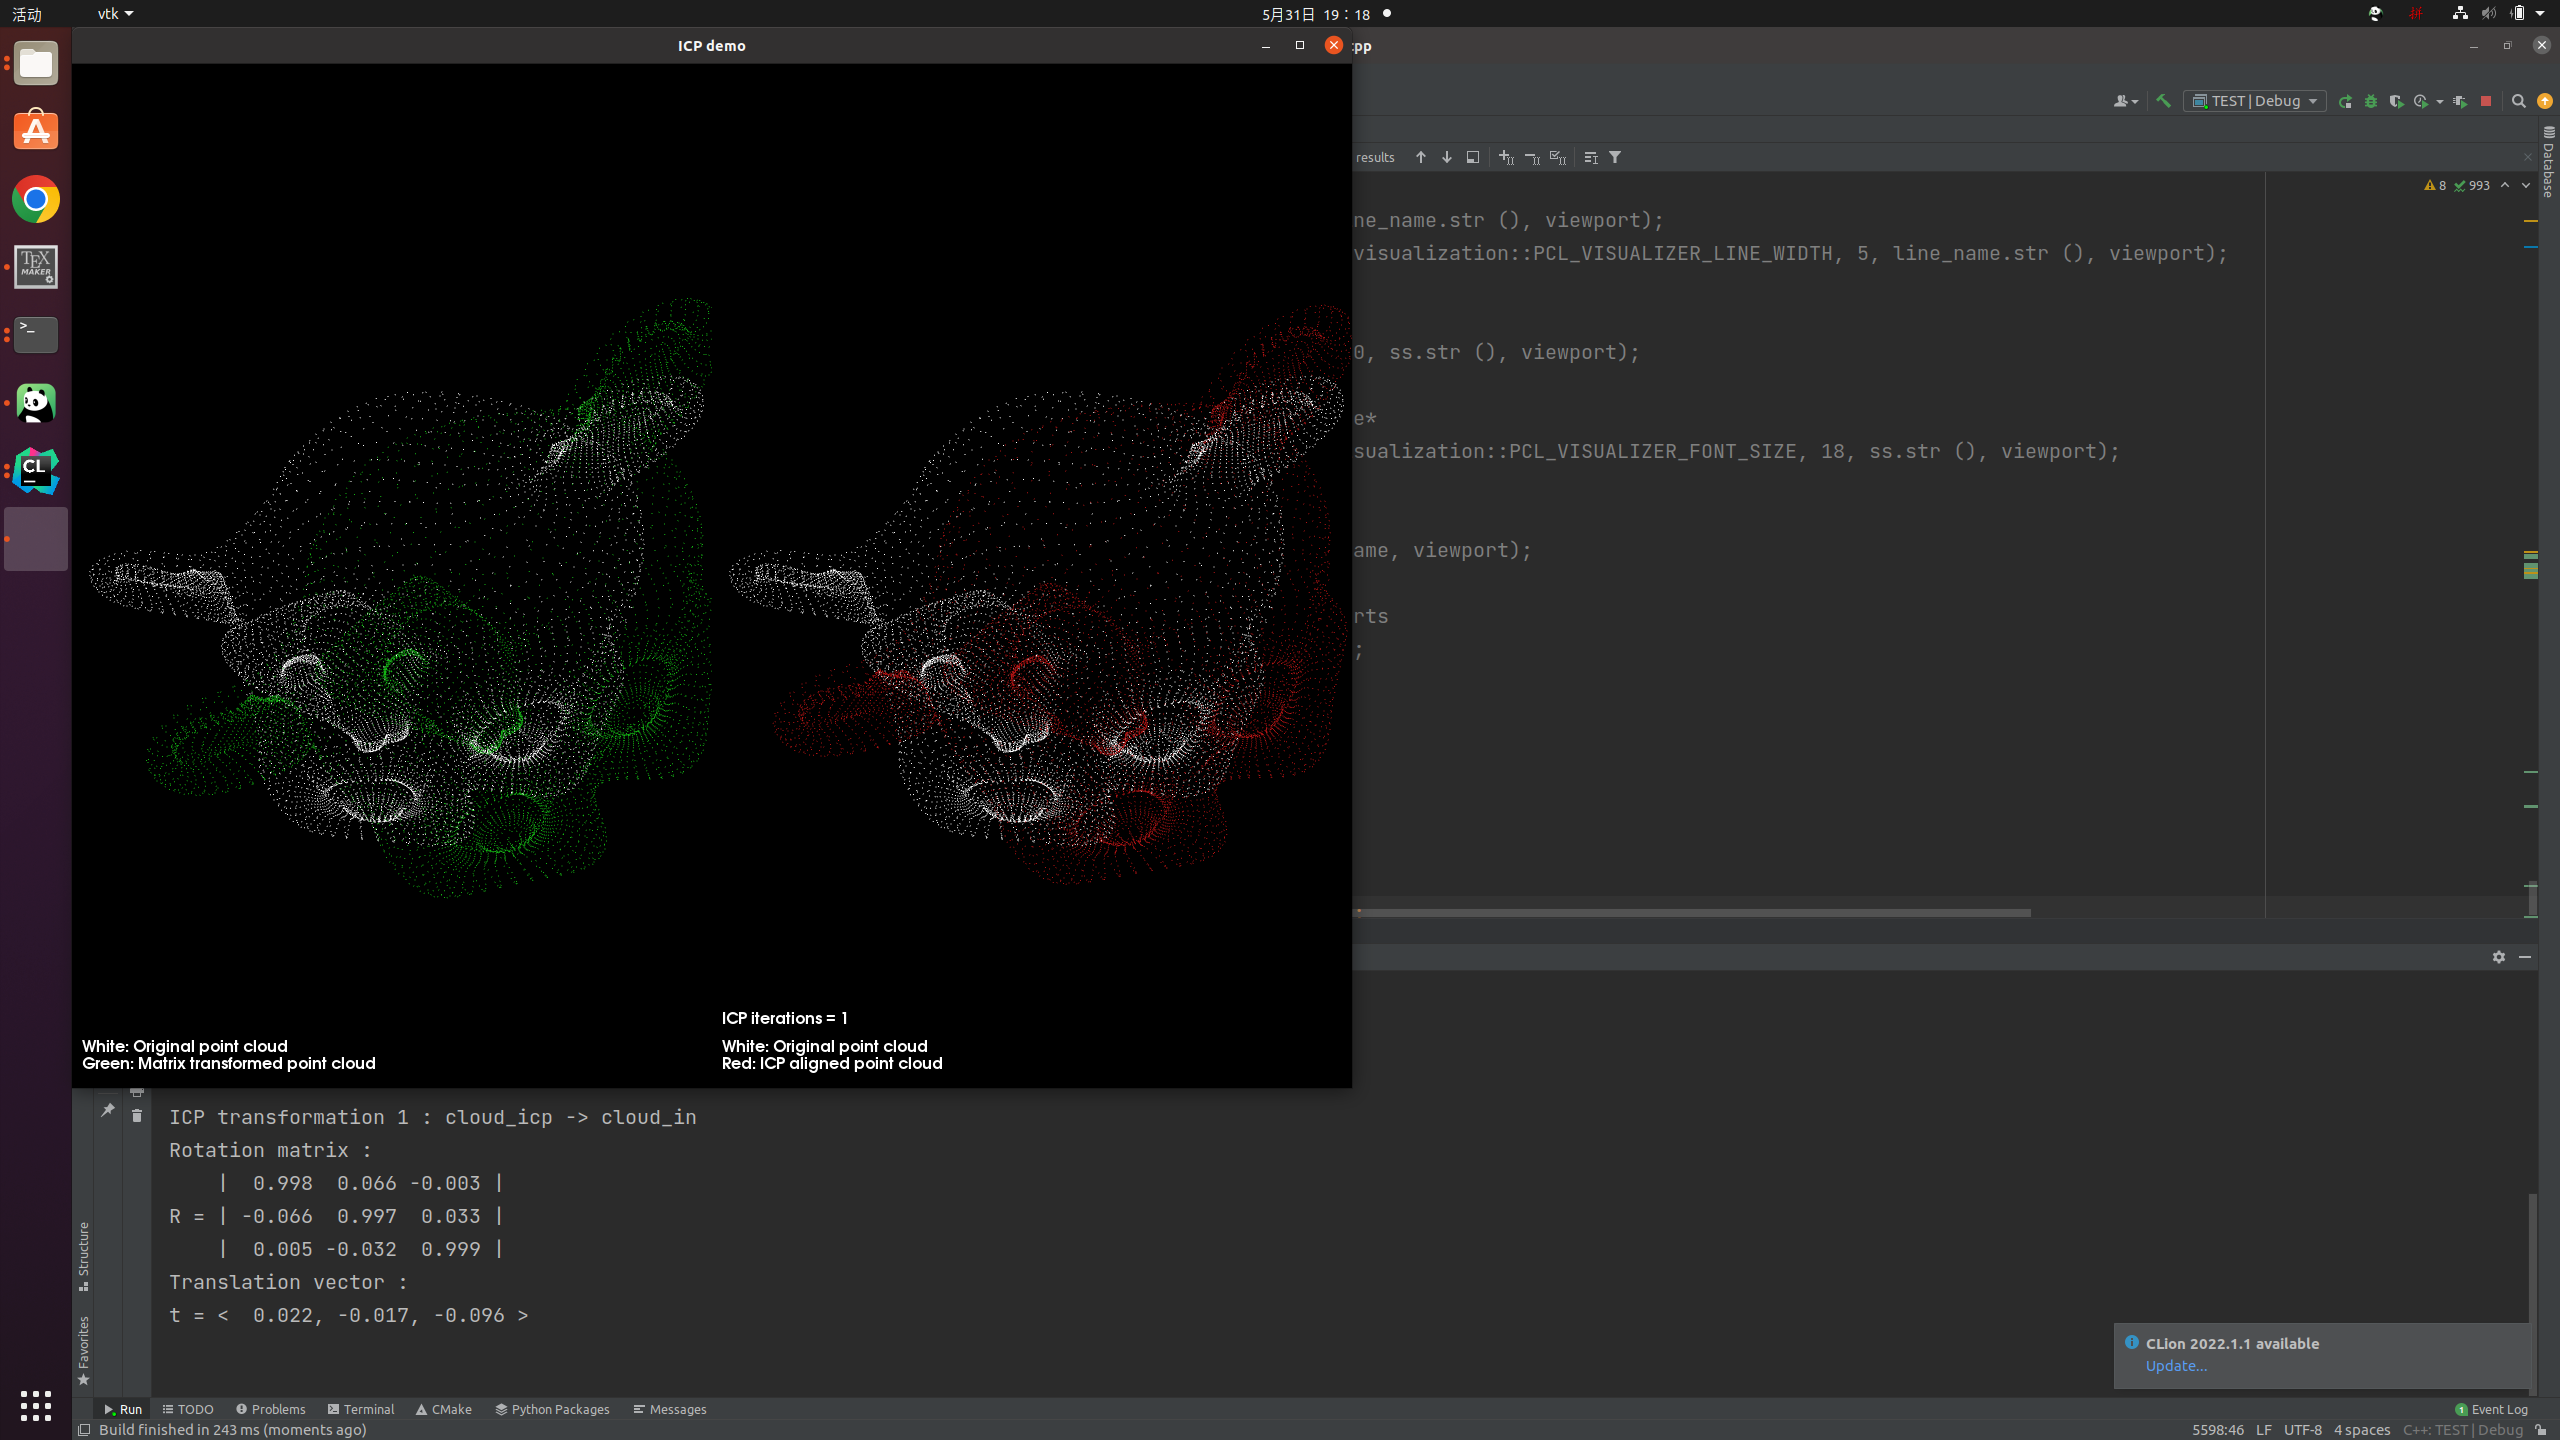 活动
vtk
5月31日 19：18
拼
ICP demo
cpp
TEST | Debug
results
8
993
Database
ne_name.str (), viewport);
visualization::PCL_VISUALIZER_LINE_WIDTH, 5, line_name.str (), viewport);
0, ss.str (), viewport);
e*
sualization::PCL_VISUALIZER_FONT_SIZE, 18, ss.str (), viewport);
ame, viewport);
rts
;
TEX
MAKER
>_
CL
ICP iterations = 1
White: Original point cloud
Green: Matrix transformed point cloud
White: Original point cloud
Red: ICP aligned point cloud
ICP transformation 1 : cloud_icp -> cloud_in
Rotation matrix :
| 0.998 0.066 -0.003 |
R = | -0.066 0.997 0.033 |
| 0.005 -0.032 0.999 |
Translation vector :
t = < 0.022, -0.017, -0.096 >
Structure
Favorites
CLion 2022.1.1 available
Update...
Run
TODO
Problems
Terminal
CMake
Python Packages
Messages
1 Event Log
Build finished in 243 ms (moments ago)
5598:46 LF UTF-8 4 spaces C++: TEST | Debug